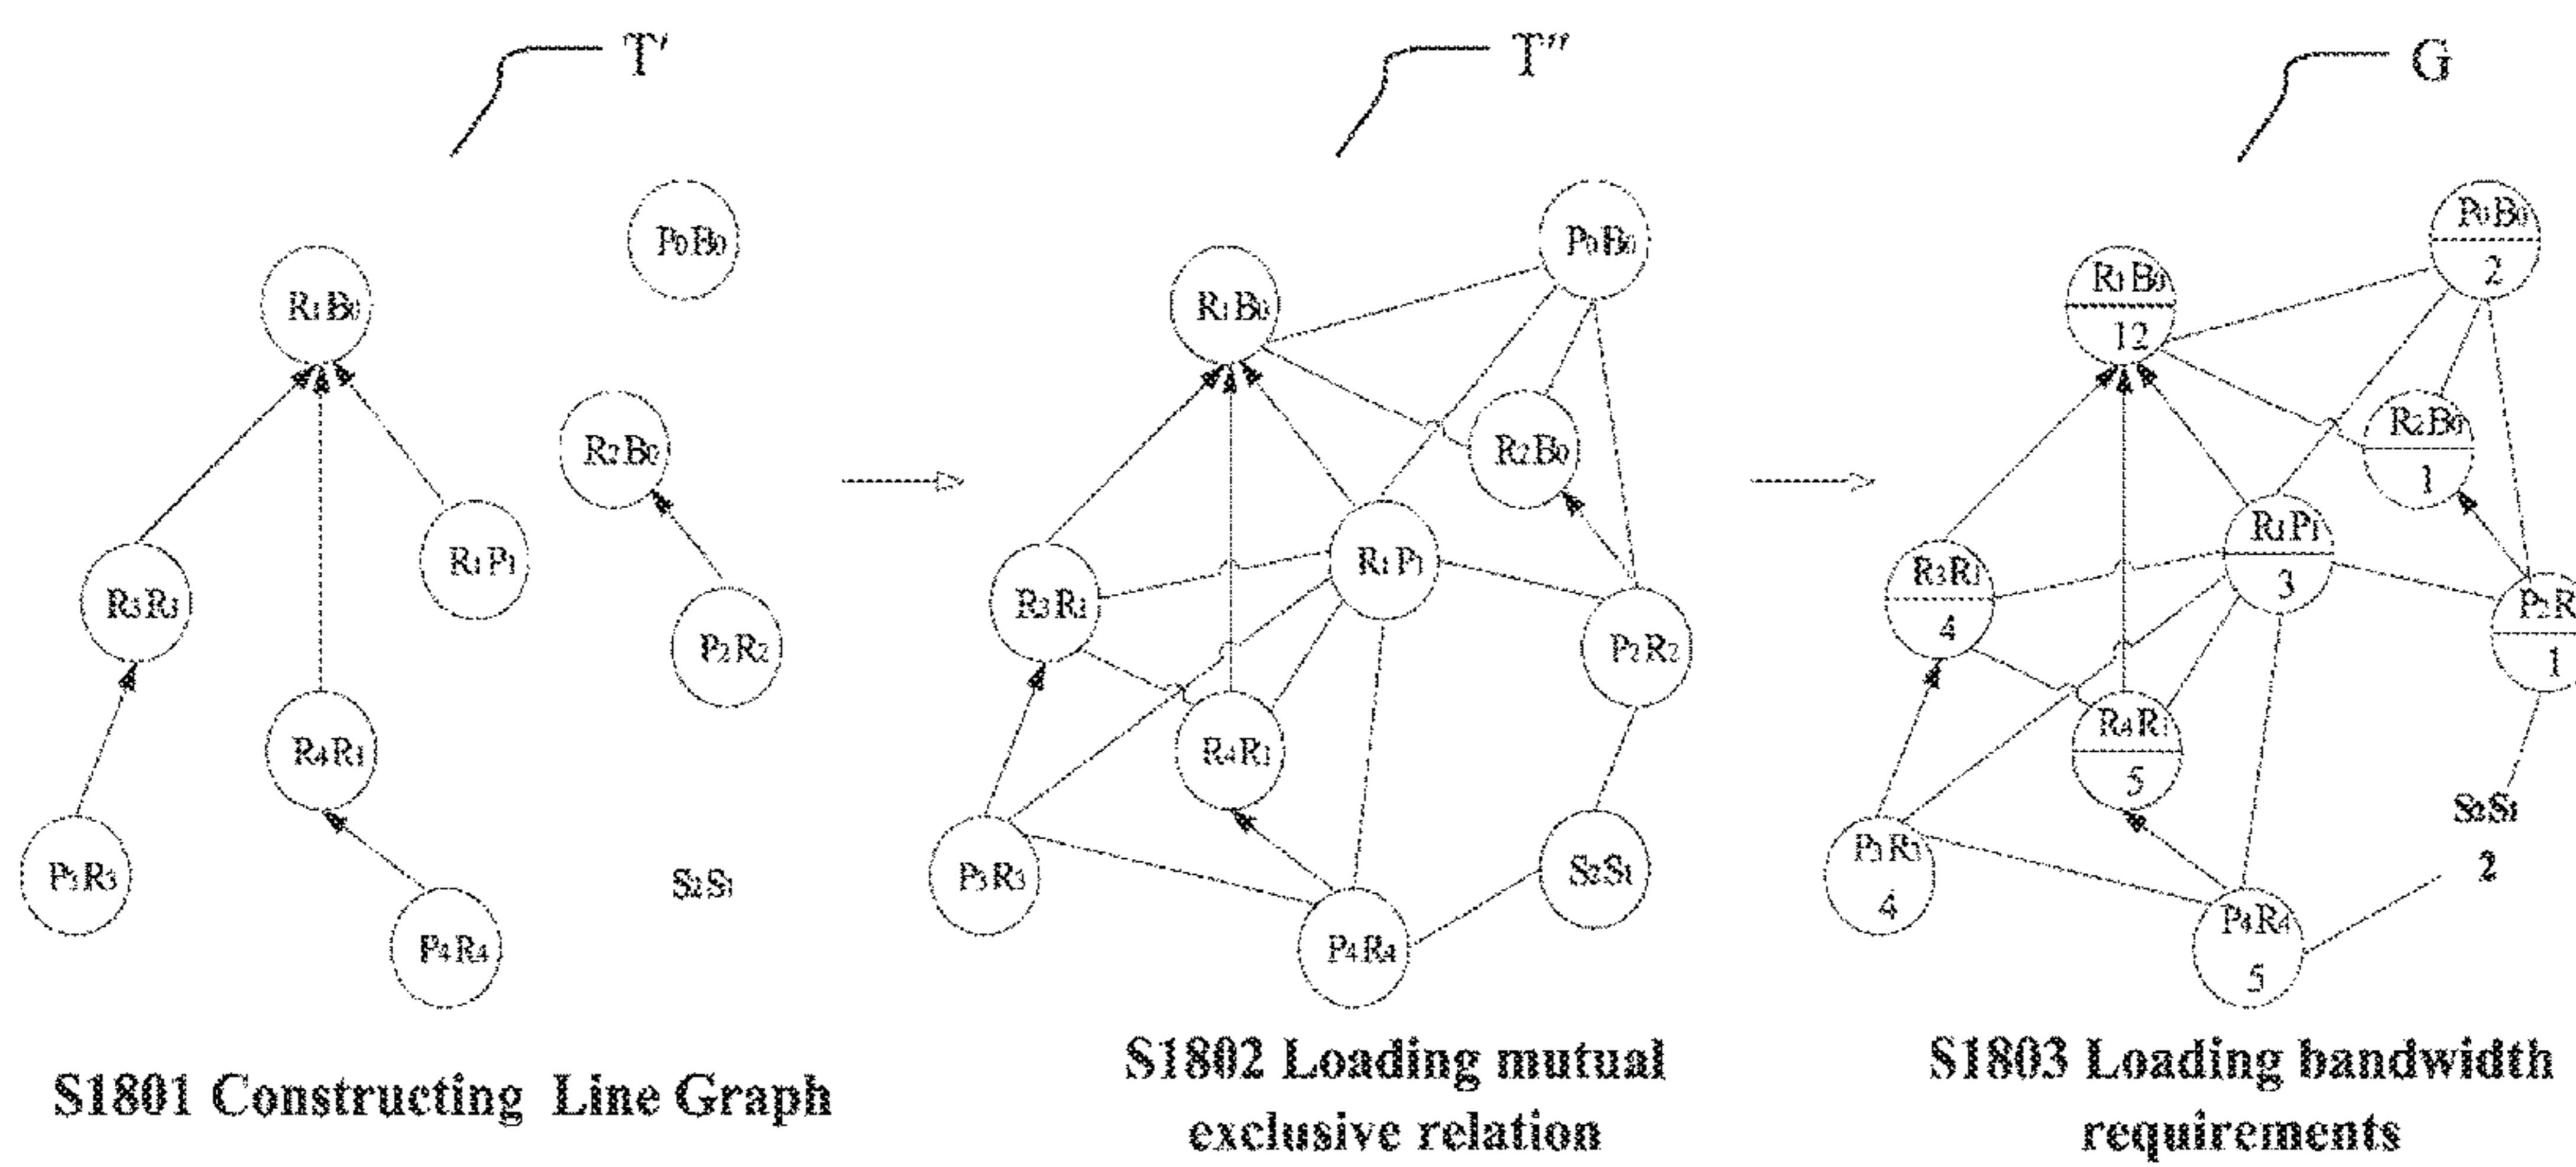 T′
T″
G
P₀B₀
R₁B₀
R₂B₀
R₁P₁
R₃R₁
P₂R₂
R₄R₁
P₃R₃
S₂S₁
P₄R₄
S1801 Constructing Line Graph
P₀B₀
R₁B₀
R₂B₀
R₁P₁
R₃R₁
P₂R₂
R₄R₁
P₃R₃
S₂S₁
P₄R₄
S1802 Loading mutual
exclusive relation
P₀B₀
2
R₁B₀
12
R₂B₀
1
R₁P₁
3
R₃R₁
4
P₂R
1
R₄R₁
5
S₂S₁
2
P₃R₃
4
P₄R₄
5
S1803 Loading bandwidth
requirements